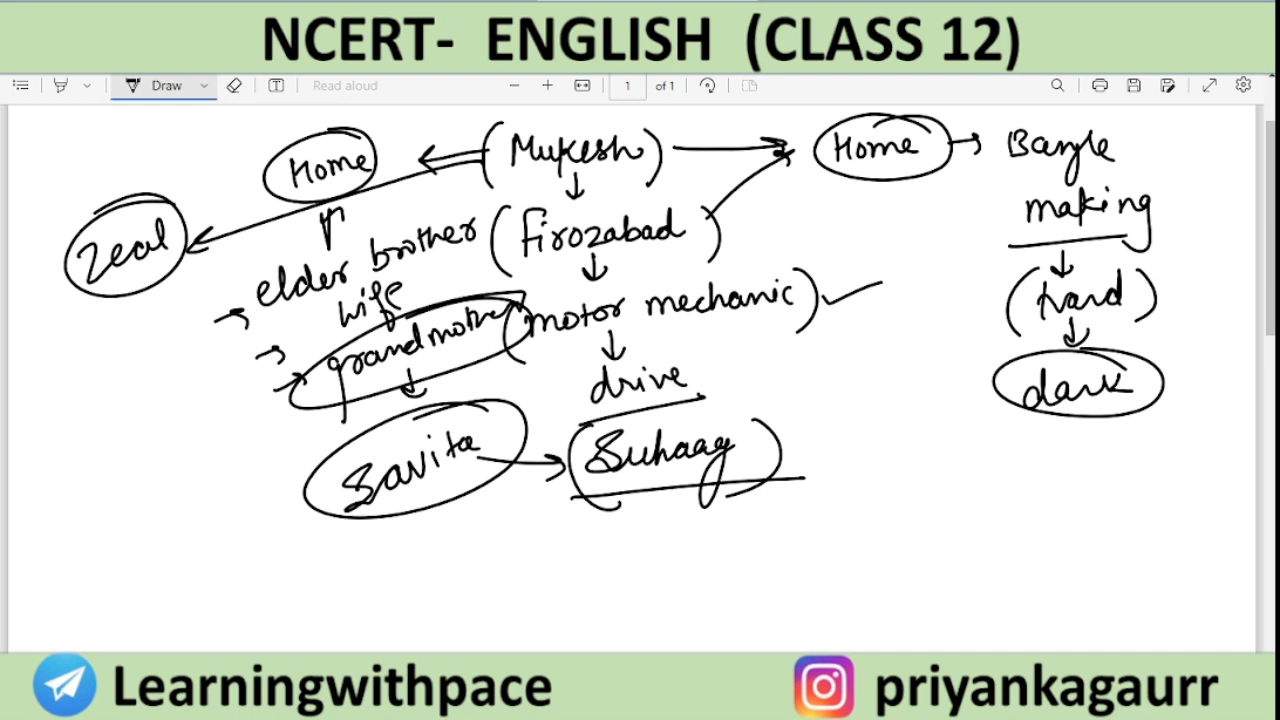 NCERT- ENGLISH (CLASS 12)
Draw
Read aloud
1 of 1
Home
(Mukesh)
Home
Bangle
making
zeal
elder brother
(firozabad)
wife
(motor mechanic)
(hard)
grandmother
drive
dark
Savita
(Suhaag)
Learningwithpace
priyankagaurr